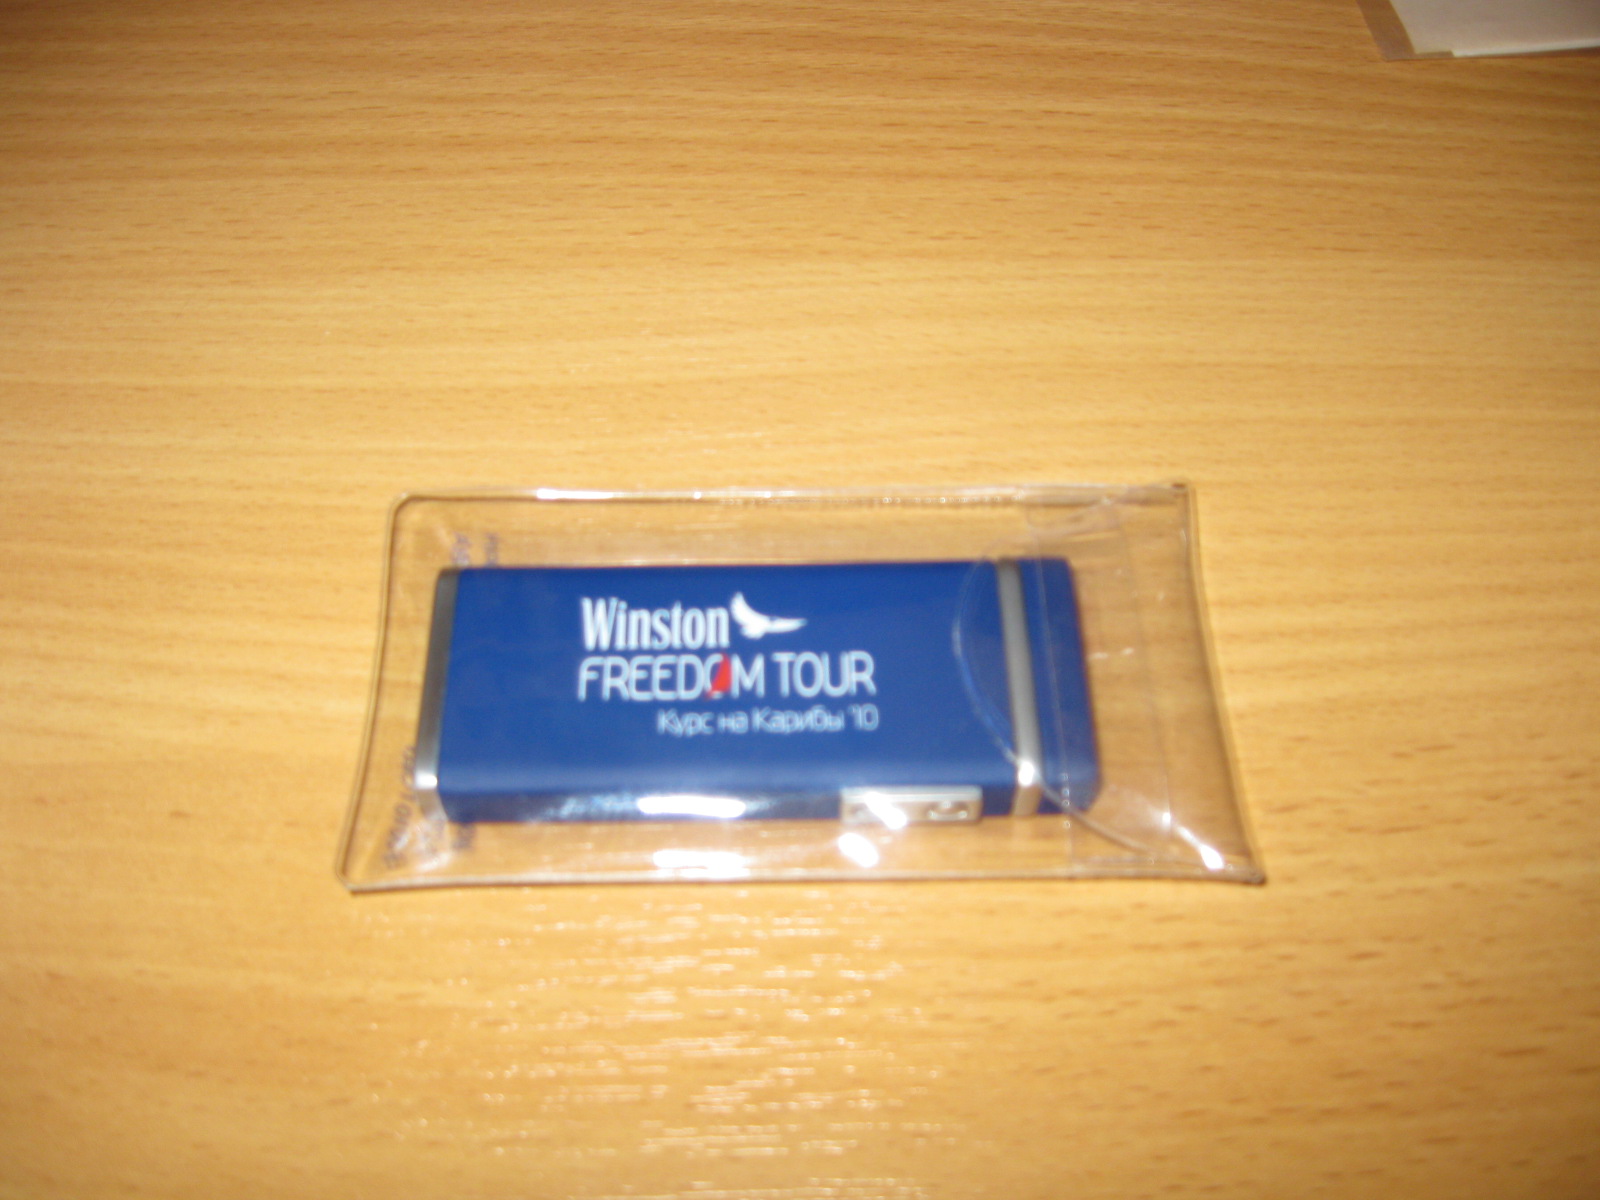 Winston
FREEDOM TOUR
Курс на Карибы '10